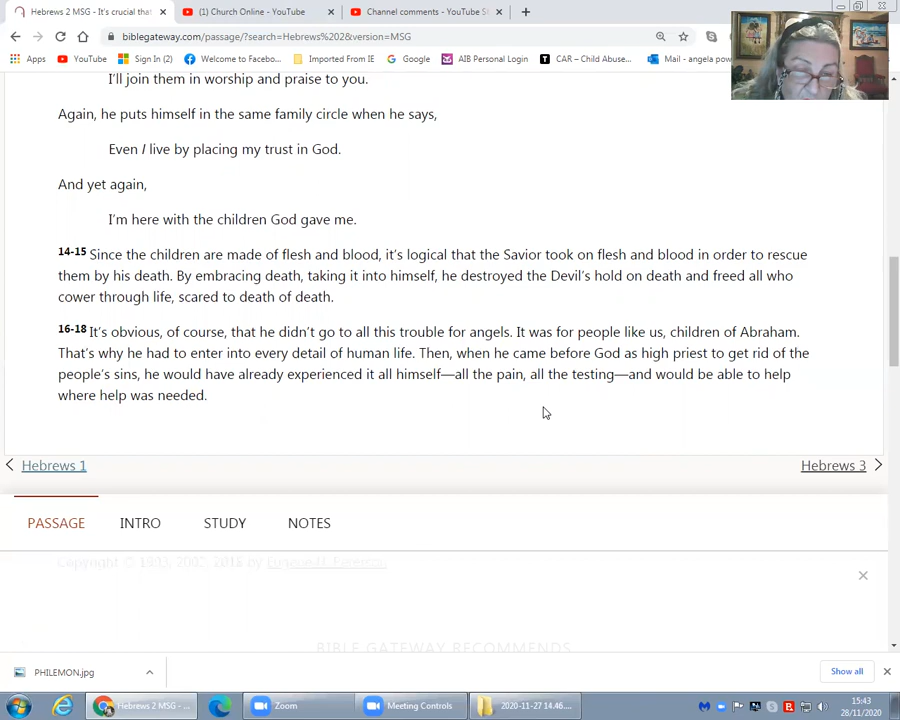 Hebrews 2 MSG - It's crucial that
(1) Church Online - YouTube
Channel comments - YouTube S
biblegateway.com/passage/?search=Hebrews%202&version=MSG
Apps YouTube Sign In (2) Welcome to Facebo... Imported From IE Google AIB Personal Login CAR – Child Abuse... Mail - angela pow
I'll join them in worship and praise to you.
Again, he puts himself in the same family circle when he says,
Even I live by placing my trust in God.
And yet again,
I'm here with the children God gave me.
14-15 Since the children are made of flesh and blood, it's logical that the Savior took on flesh and blood in order to rescue
them by his death. By embracing death, taking it into himself, he destroyed the Devil's hold on death and freed all who
cower through life, scared to death of death.
16-18 It's obvious, of course, that he didn't go to all this trouble for angels. It was for people like us, children of Abraham.
That's why he had to enter into every detail of human life. Then, when he came before God as high priest to get rid of the
people's sins, he would have already experienced it all himself—all the pain, all the testing—and would be able to help
where help was needed.
Hebrews 1
Hebrews 3
PASSAGE INTRO STUDY NOTES
Copyright © 1993, 2002, 2018 by Eugene H. Peterson
BIBLE GATEWAY RECOMMENDS
PHILEMON.jpg
Show all
Hebrews 2 MSG - ...
Zoom
Meeting Controls
2020-11-27 14.46....
15:43
28/11/2020